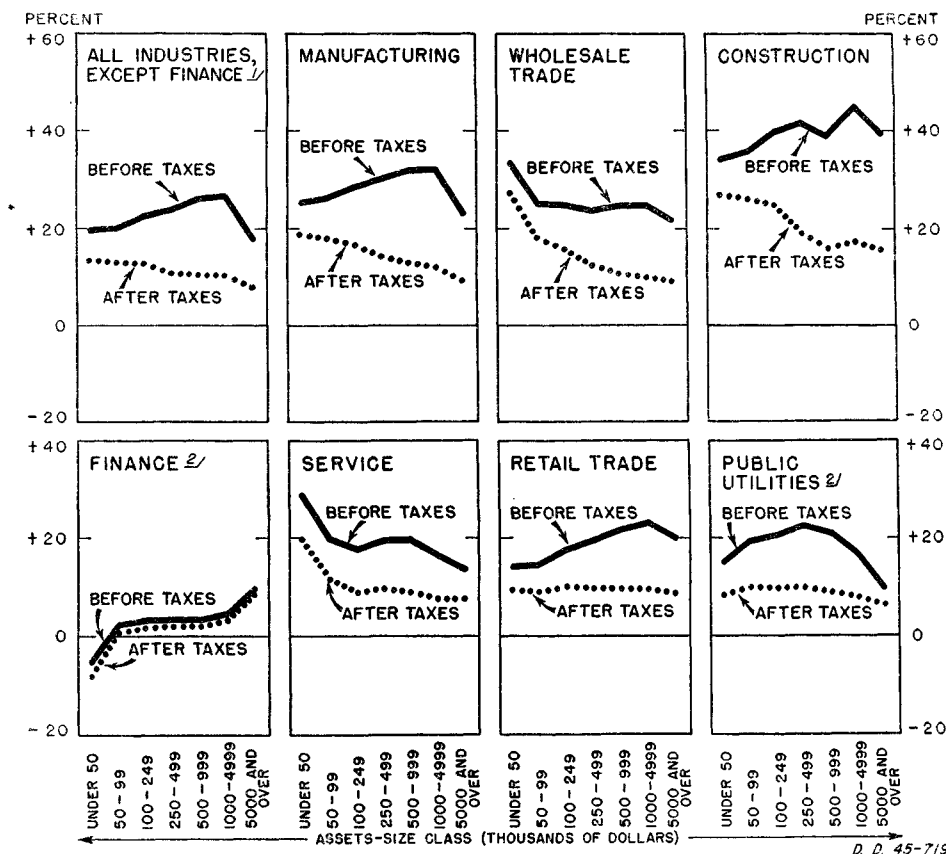 PERCENT
PERCENT
+60
+60
ALL INDUSTRIES,
EXCEPT FINANCE 1/
MANUFACTURING
WHOLESALE
TRADE
CONSTRUCTION
+40
+40
BEFORE TAXES
BEFORE TAXES
BEFORE TAXES
BEFORE TAXES
+20
+20
AFTER TAXES
AFTER TAXES
AFTER TAXES
AFTER TAXES
0
0
-20
-20
+40
+40
FINANCE 2/
SERVICE
RETAIL TRADE
PUBLIC
UTILITIES 2/
BEFORE TAXES
BEFORE TAXES
BEFORE TAXES
+20
+20
BEFORE TAXES
AFTER TAXES
AFTER TAXES
AFTER TAXES
AFTER TAXES
0
0
-20
-20
UNDER 50
50-99
100-249
250-499
500-999
1000-4999
5000 AND
OVER
UNDER 50
50-99
100-249
250-499
500-999
1000-4999
5000 AND
OVER
UNDER 50
50-99
100-249
250-499
500-999
1000-4999
5000 AND
OVER
UNDER 50
50-99
100-249
250-499
500-999
1000-4999
5000 AND
OVER
ASSETS-SIZE CLASS (THOUSANDS OF DOLLARS)
D. D. 45-719